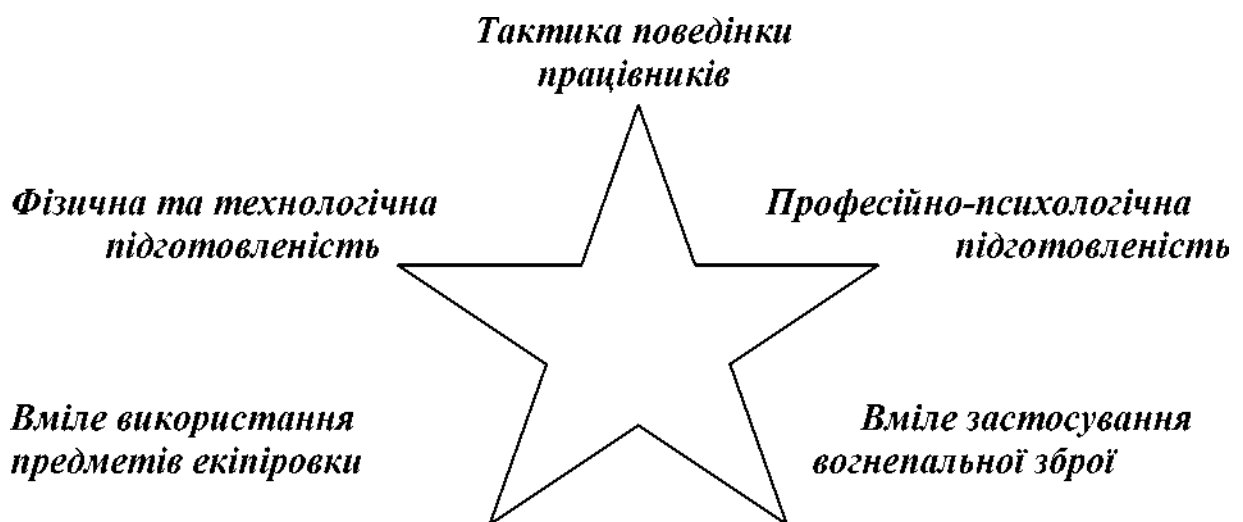 Тактика поведінки
працівників
Фізична та технологічна
підготовленість
Професійно-психологічна
підготовленість
Вміле використання
предметів екіпіровки
Вміле застосування
вогнепальної зброї